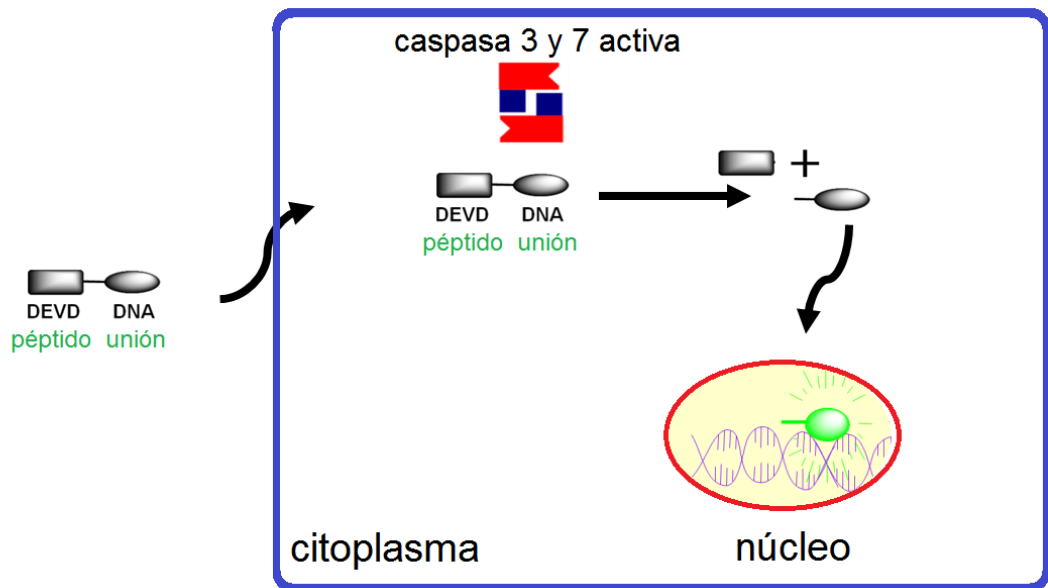 caspasa 3 y 7 activa
+
DEVD DNA
péptido unión
DEVD DNA
péptido unión
citoplasma
núcleo